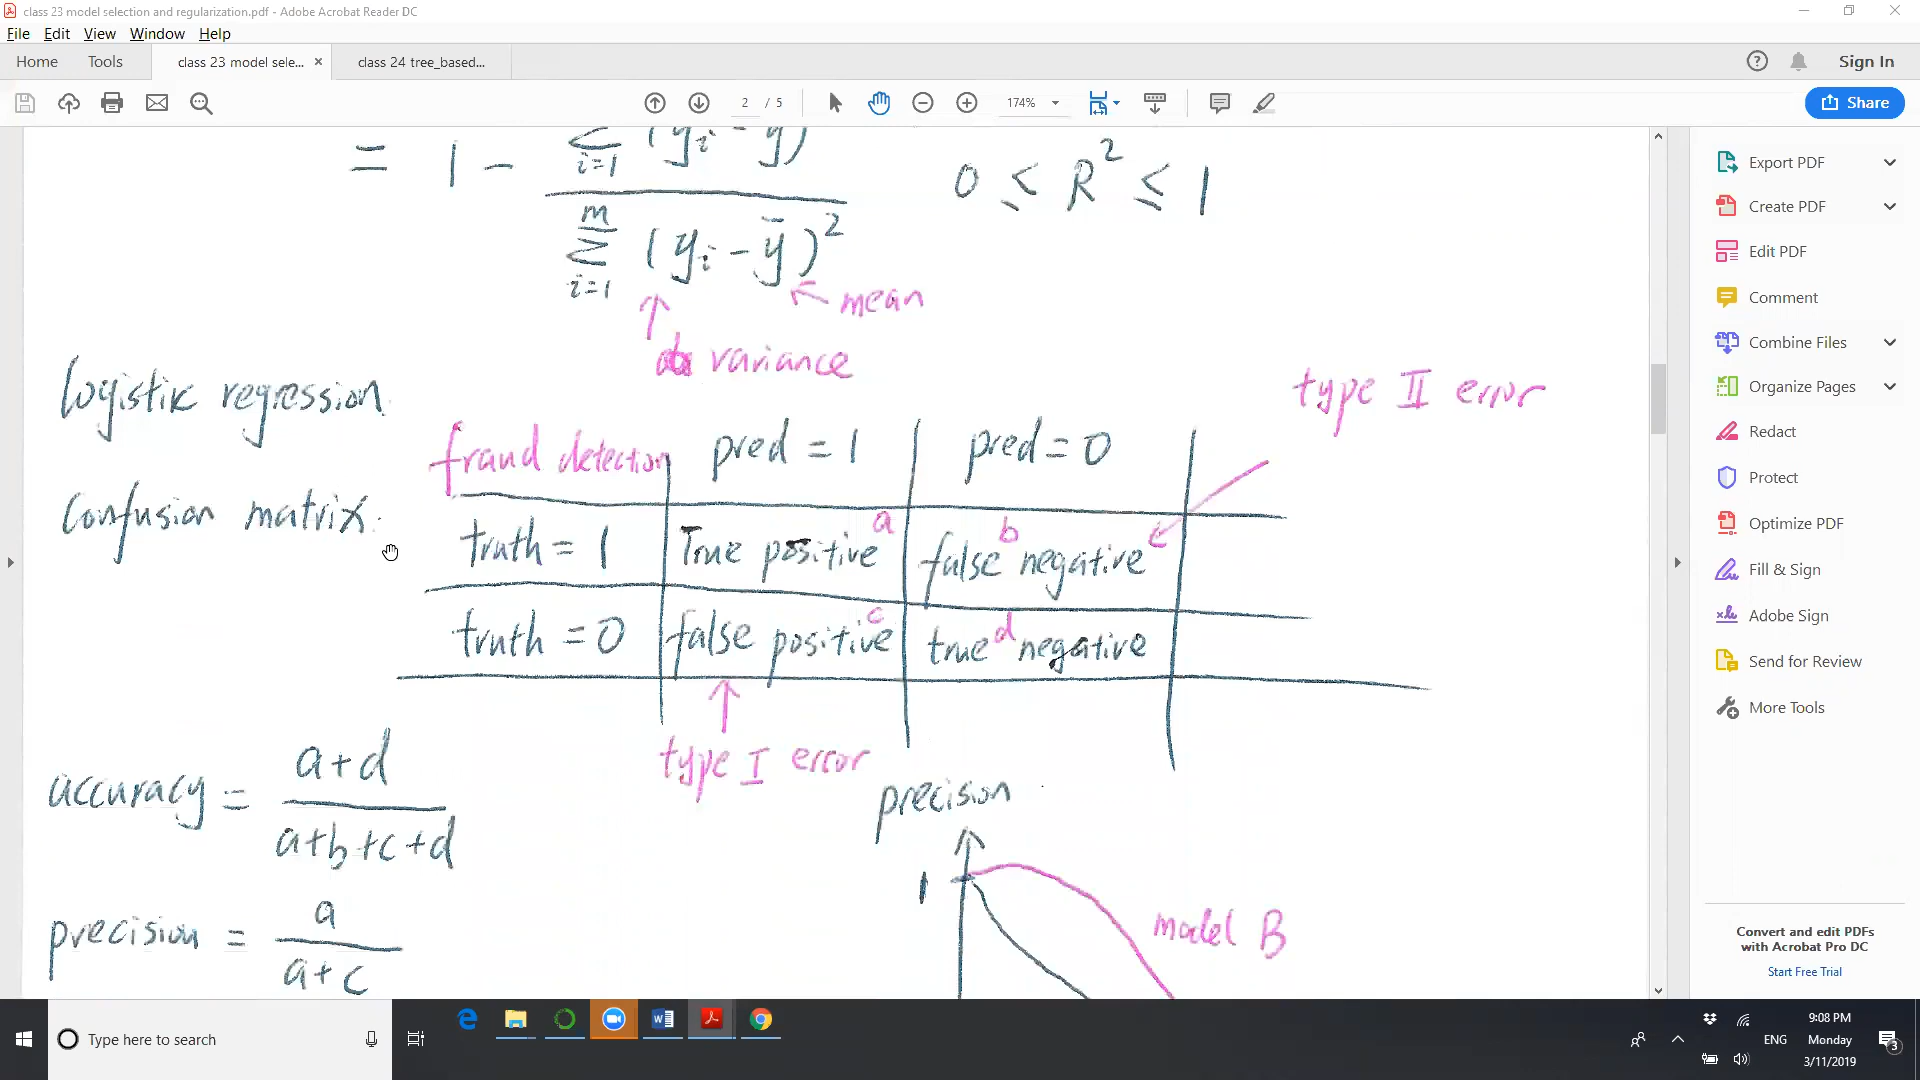 class 23 model selection and regularization.pdf - Adobe Acrobat Reader DC
File Edit View Window Help
Home Tools class 23 model sele... × class 24 tree_based... Sign In
2 / 5 174% Share
= 1 - Σ i=1 (yi - y)
Σ m i=1 (yi - ȳ)² 0 ≤ R² ≤ 1
mean
variance
logistic regression
type II error
fraud detection pred = 1 pred = 0
confusion matrix:
truth = 1 True positive a false negative b
truth = 0 false positive c true negative d
type I error
accuracy = a+d
a+b+c+d
precision
1
model B
precision = a
a+c
Export PDF
Create PDF
Edit PDF
Comment
Combine Files
Organize Pages
Redact
Protect
Optimize PDF
Fill & Sign
Adobe Sign
Send for Review
More Tools
Convert and edit PDFs
with Acrobat Pro DC
Start Free Trial
Type here to search
ENG
9:08 PM
Monday
3/11/2019
3